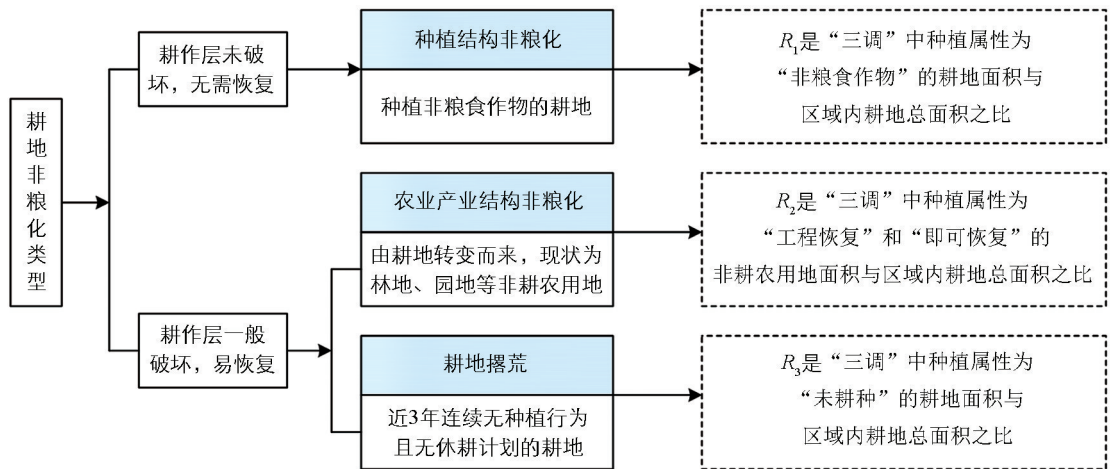 耕地非粮化类型
耕作层未破
坏，无需恢复
种植结构非粮化
种植非粮食作物的耕地
R₁是“三调”中种植属性为
“非粮食作物”的耕地面积与
区域内耕地总面积之比
耕作层一般
破坏，易恢复
农业产业结构非粮化
由耕地转变而来，现状为
林地、园地等非耕农用地
R₂是“三调”中种植属性为
“工程恢复”和“即可恢复”的
非耕农用地面积与区域内耕地总面积之比
耕地撂荒
近3年连续无种植行为
且无休耕计划的耕地
R₃是“三调”中种植属性为
“未耕种”的耕地面积与
区域内耕地总面积之比